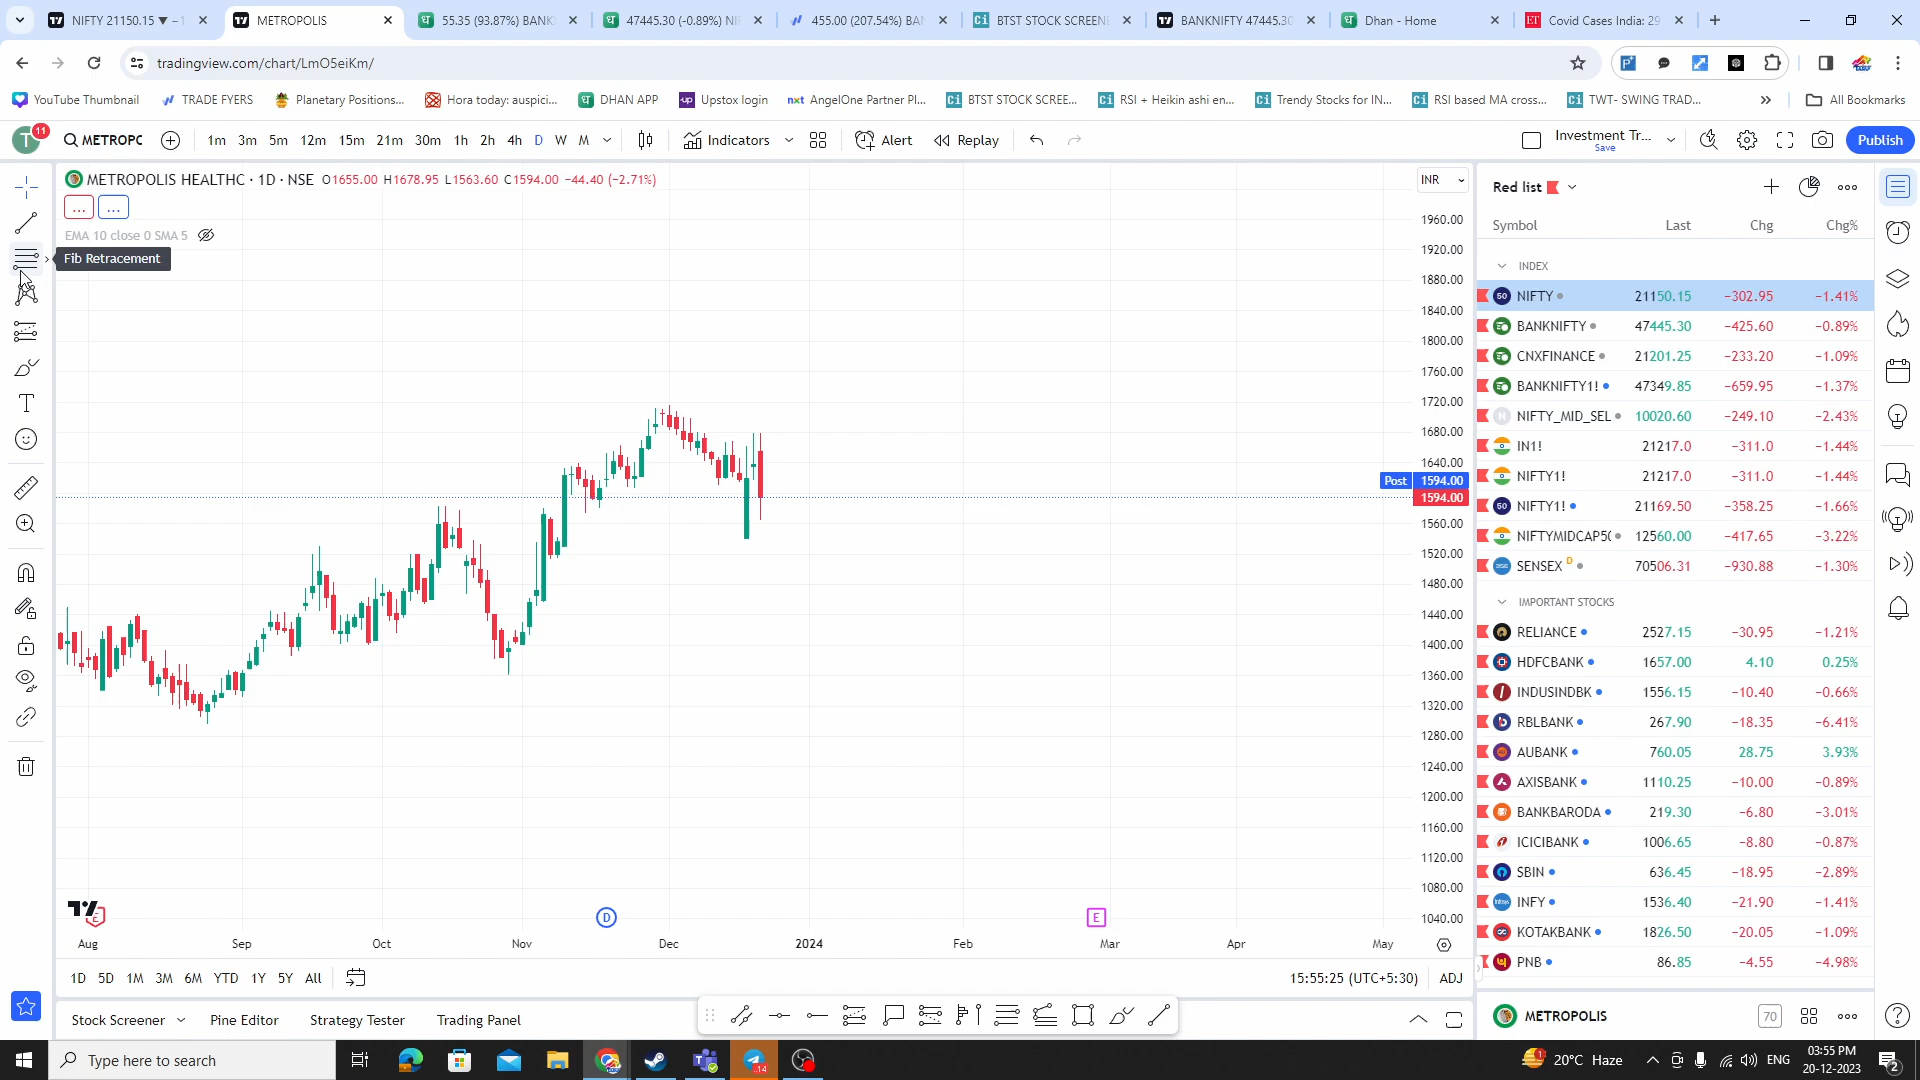 NIFTY 21150.15 ▼ −1
METROPOLIS
55.35 (93.87%) BANK
47445.30 (-0.89%) NI
455.00 (207.54%) BAN
BTST STOCK SCREENE
BANKNIFTY 47445.30
Dhan - Home
Covid Cases India: 29
tradingview.com/chart/LmO5eiKm/
YouTube Thumbnail
TRADE FYERS
Planetary Positions...
Hora today: auspici...
DHAN APP
Upstox login
AngelOne Partner Pl...
BTST STOCK SCREE...
RSI + Heikin ashi en...
Trendy Stocks for IN...
RSI based MA cross...
TWT- SWING TRAD...
All Bookmarks
T 11
METROPC
1m 3m 5m 12m 15m 21m 30m 1h 2h 4h D W M
Indicators
Alert
Replay
Investment Tr...
Save
Publish
METROPOLIS HEALTHC · 1D · NSE O1655.00 H1678.95 L1563.60 C1594.00 −44.40 (−2.71%)
... ...
EMA 10 close 0 SMA 5
Fib Retracement
INR
1960.00
1920.00
1880.00
1840.00
1800.00
1760.00
1720.00
1680.00
1640.00
Post 1594.00
1594.00
1560.00
1520.00
1480.00
1440.00
1400.00
1360.00
1320.00
1280.00
1240.00
1200.00
1160.00
1120.00
1080.00
1040.00
E D E
Aug Sep Oct Nov Dec 2024 Feb Mar Apr May
1D 5D 1M 3M 6M YTD 1Y 5Y All
15:55:25 (UTC+5:30) ADJ
Stock Screener
Pine Editor
Strategy Tester
Trading Panel
Red list
Symbol Last Chg Chg%
INDEX
NIFTY 21150.15 −302.95 −1.41%
BANKNIFTY 47445.30 −425.60 −0.89%
CNXFINANCE 21201.25 −233.20 −1.09%
BANKNIFTY1! 47349.85 −659.95 −1.37%
NIFTY_MID_SEL 10020.60 −249.10 −2.43%
IN1! 21217.0 −311.0 −1.44%
NIFTY1! 21217.0 −311.0 −1.44%
NIFTY1! 21169.50 −358.25 −1.66%
NIFTYMIDCAP5( 12560.00 −417.65 −3.22%
SENSEX D 70506.31 −930.88 −1.30%
IMPORTANT STOCKS
RELIANCE 2527.15 −30.95 −1.21%
HDFCBANK 1657.00 4.10 0.25%
INDUSINDBK 1556.15 −10.40 −0.66%
RBLBANK 267.90 −18.35 −6.41%
AUBANK 760.05 28.75 3.93%
AXISBANK 1110.25 −10.00 −0.89%
BANKBARODA 219.30 −6.80 −3.01%
ICICIBANK 1006.65 −8.80 −0.87%
SBIN 636.45 −18.95 −2.89%
INFY 1536.40 −21.90 −1.41%
KOTAKBANK 1826.50 −20.05 −1.09%
PNB 86.85 −4.55 −4.98%
METROPOLIS
70
Type here to search
20°C Haze
ENG
03:55 PM
20-12-2023
2